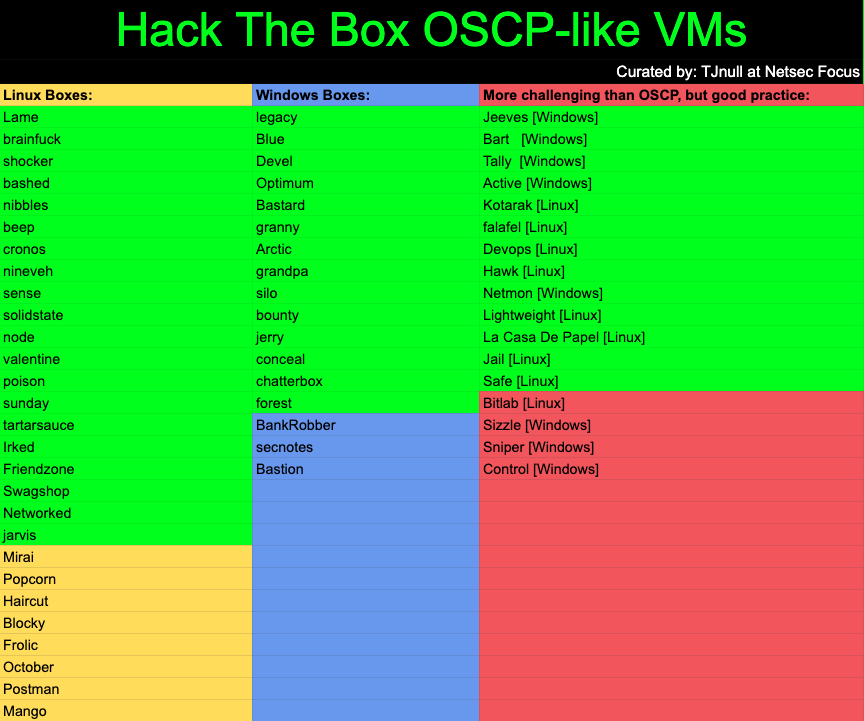 Hack The Box OSCP-like VMs
Curated by: TJnull at Netsec Focus
Linux Boxes: Windows Boxes: More challenging than OSCP, but good practice:
Lame legacy Jeeves [Windows]
brainfuck Blue Bart [Windows]
shocker Devel Tally [Windows]
bashed Optimum Active [Windows]
nibbles Bastard Kotarak [Linux]
beep granny falafel [Linux]
cronos Arctic Devops [Linux]
nineveh grandpa Hawk [Linux]
sense silo Netmon [Windows]
solidstate bounty Lightweight [Linux]
node jerry La Casa De Papel [Linux]
valentine conceal Jail [Linux]
poison chatterbox Safe [Linux]
sunday forest Bitlab [Linux]
tartarsauce BankRobber Sizzle [Windows]
Irked secnotes Sniper [Windows]
Friendzone Bastion Control [Windows]
Swagshop
Networked
jarvis
Mirai
Popcorn
Haircut
Blocky
Frolic
October
Postman
Mango